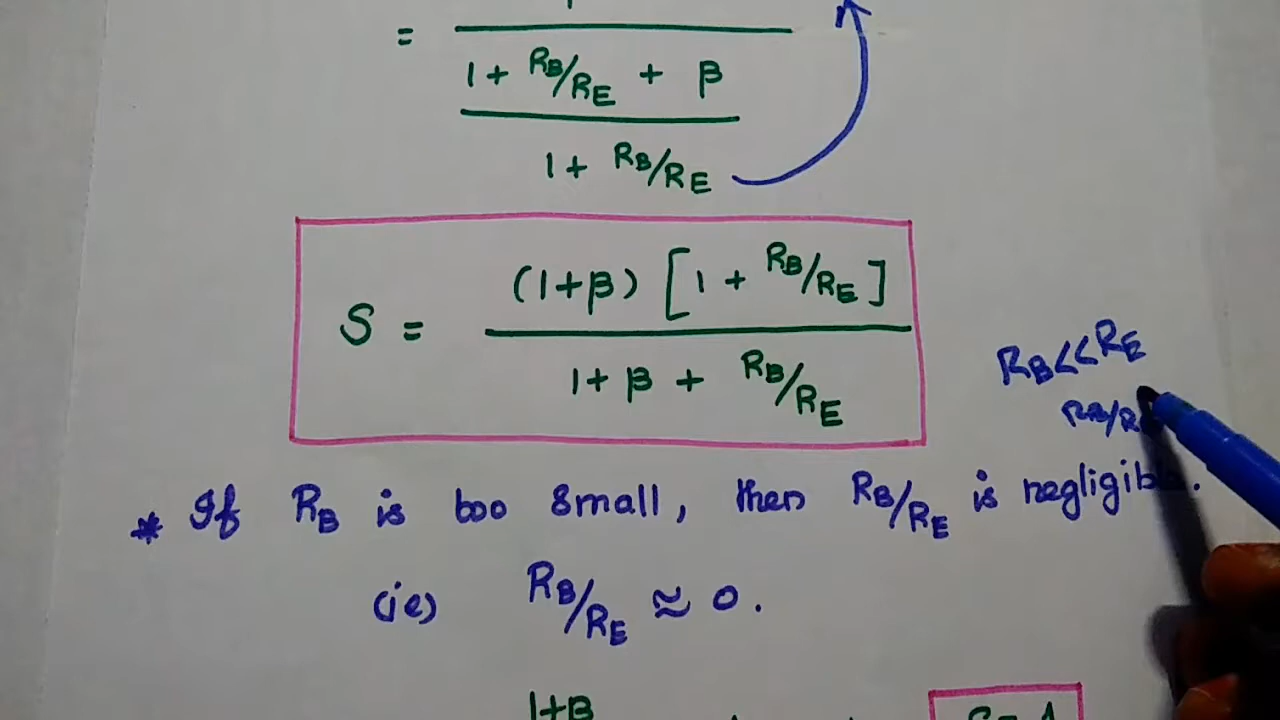 =
1 + RB/RE + β
1 + RB/RE
S = (1+β) [1 + RB/RE]
1 + β + RB/RE
RB<<RE
* If RB is too small, then RB/RE is negligible.
(ie) RB/RE ≈ 0.
1+β